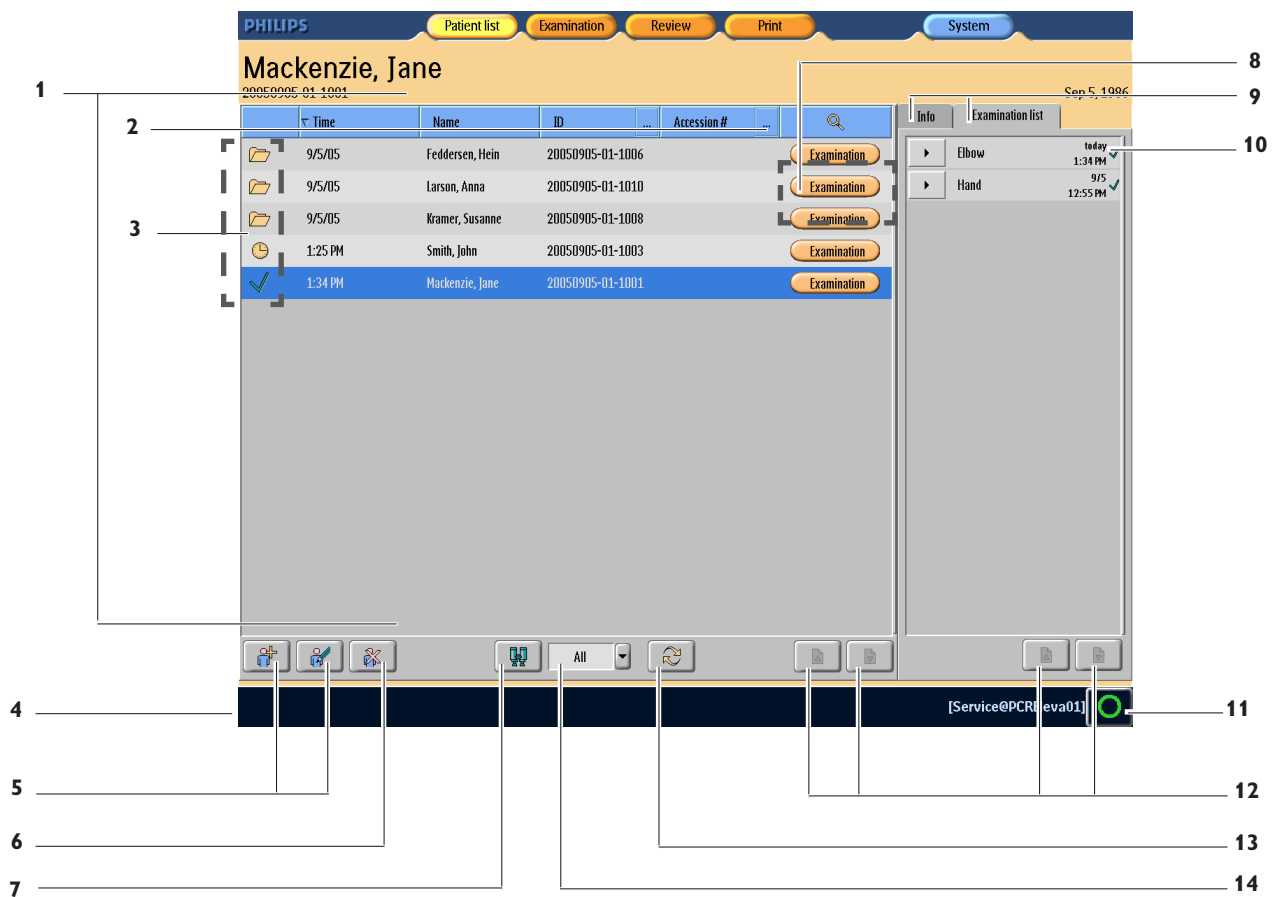 PHILIPS Patient list Examination Review Print System
Mackenzie, Jane
20050905-01-1001 Sep 5, 1986
Time Name ID ... Accession # ... Info Examination list
9/5/05 Feddersen, Hein 20050905-01-1006 Examination
9/5/05 Larson, Anna 20050905-01-1010 Examination
9/5/05 Kramer, Susanne 20050905-01-1008 Examination
1:25 PM Smith, John 20050905-01-1003 Examination
1:34 PM Mackenzie, Jane 20050905-01-1001 Examination
Elbow today 1:34 PM
Hand 9/5 12:55 PM
All
1
2
3
4
5
6
7
8
9
10
11
12
13
14